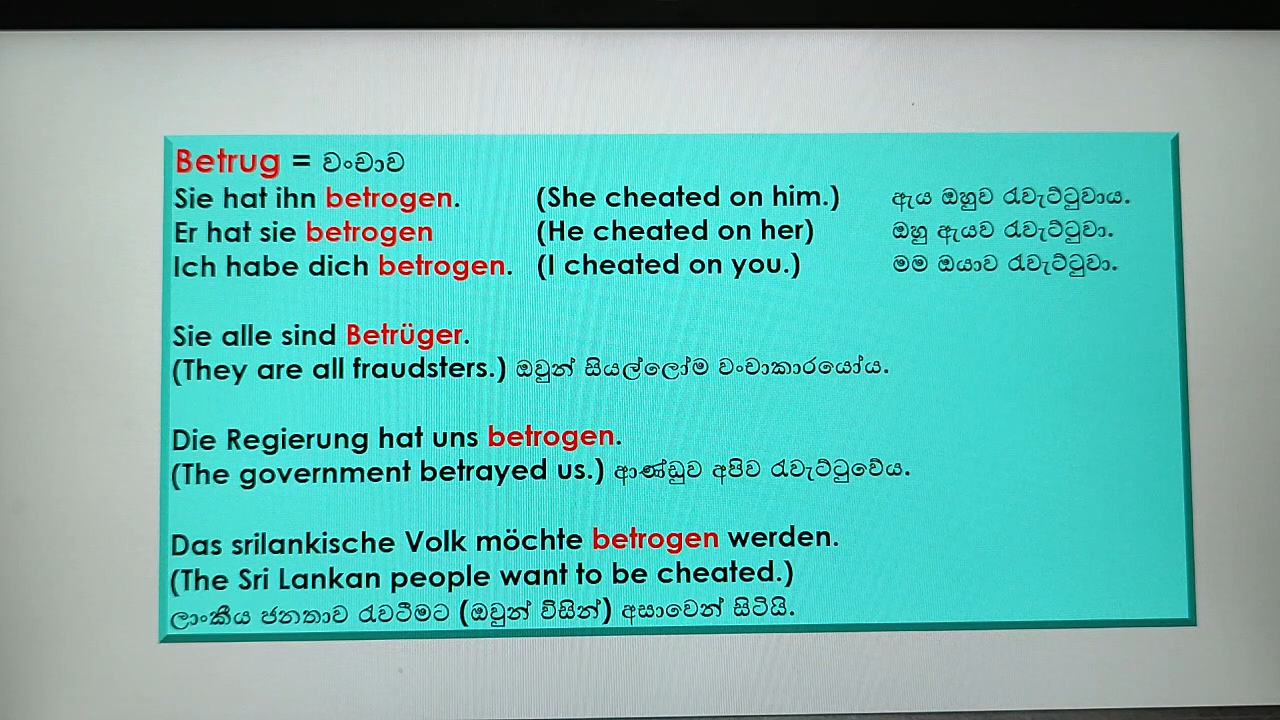 Betrug = වංචාව
Sie hat ihn betrogen. (She cheated on him.) ඇය ඔහුව රැවැට්ටුවාය.
Er hat sie betrogen (He cheated on her) ඔහු ඇයව රැවැට්ටුවා.
Ich habe dich betrogen. (I cheated on you.) මම ඔයාව රැවැට්ටුවා.
Sie alle sind Betrüger.
(They are all fraudsters.) ඔවුන් සියල්ලෝම වංචාකාරයෝය.
Die Regierung hat uns betrogen.
(The government betrayed us.) ආණ්ඩුව අපිව රැවැට්ටුවේය.
Das srilankische Volk möchte betrogen werden.
(The Sri Lankan people want to be cheated.)
ලාංකීය ජනතාව රැවටීමට (ඔවුන් විසින්) අසාවෙන් සිටියි.